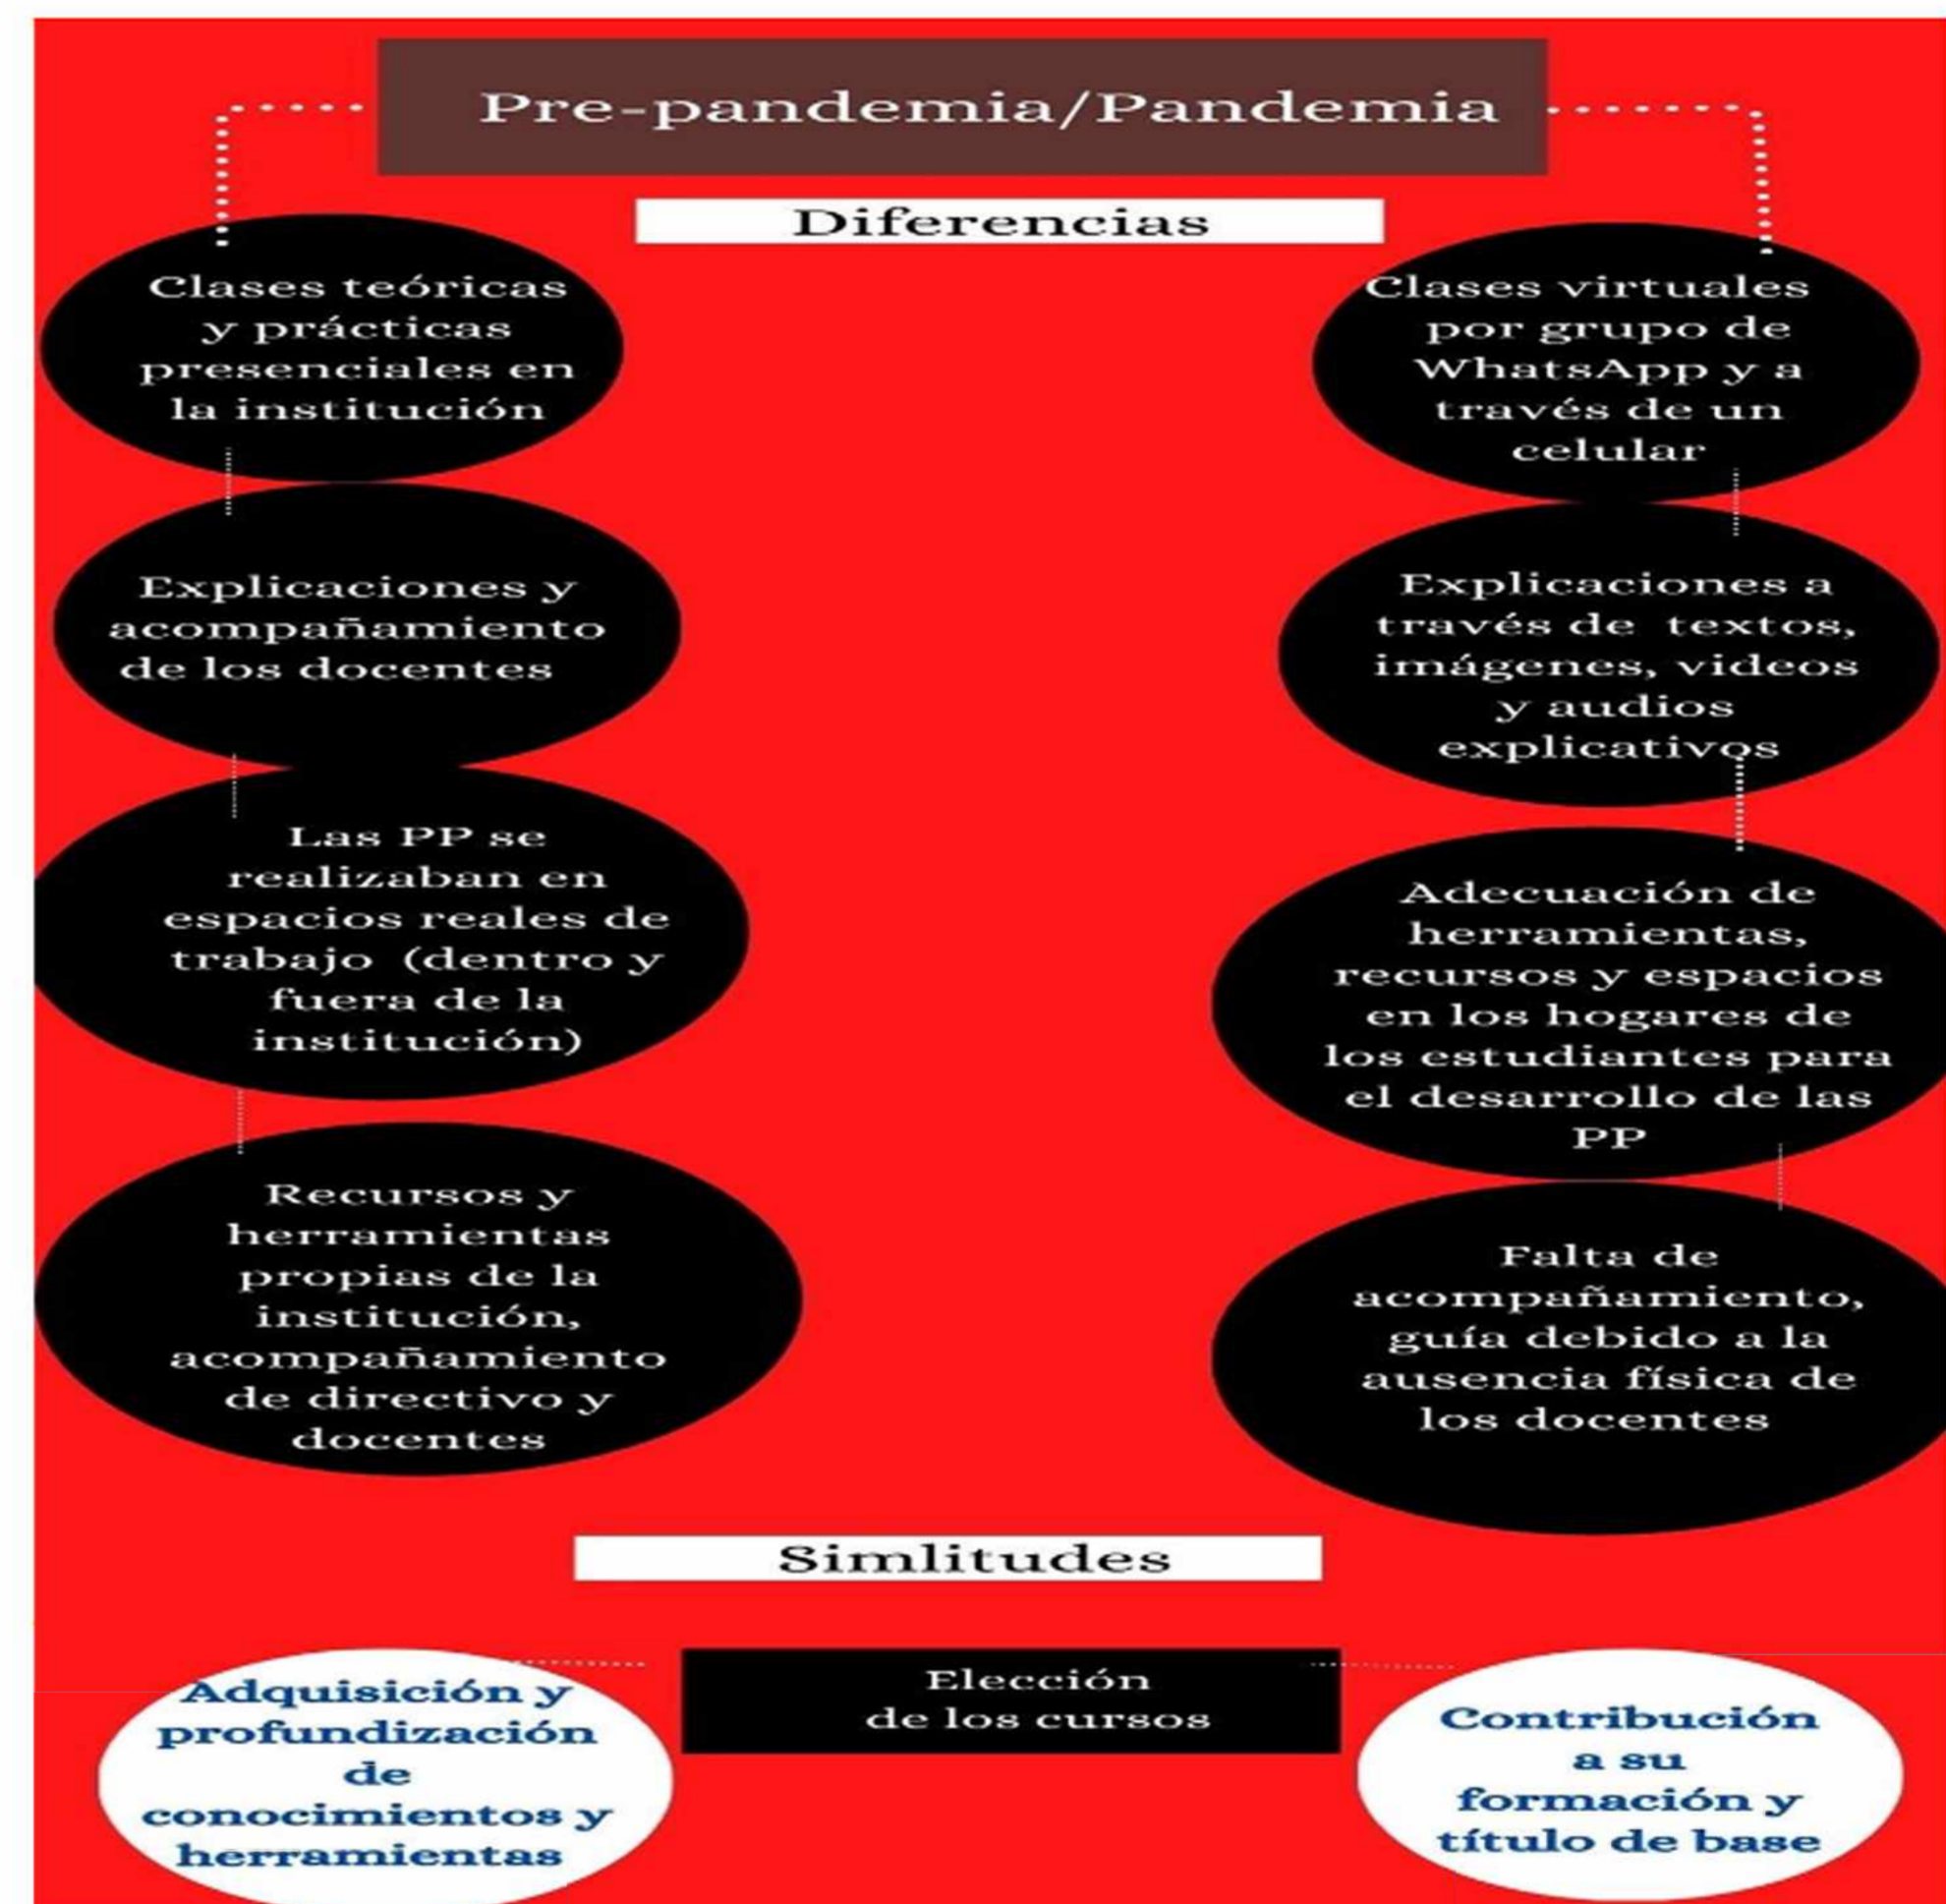 Pre-pandemia/Pandemia
Diferencias
Clases teóricas
y prácticas
presenciales en
la institución
Explicaciones y
acompañamiento
de los docentes
Las PP se
realizaban en
espacios reales de
trabajo (dentro y
fuera de la
institución)
Recursos y
herramientas
propias de la
institución,
acompañamiento
de directivo y
docentes
Clases virtuales
por grupo de
WhatsApp y a
través de un
celular
Explicaciones a
través de textos,
imágenes, videos
y audios
explicativos
Adecuación de
herramientas,
recursos y espacios
en los hogares de
los estudiantes para
el desarrollo de las
PP
Falta de
acompañamiento,
guía debido a la
ausencia física de
los docentes
Simlitudes
Adquisición y
profundización
de
conocimientos y
herramientas
Elección
de los cursos
Contribución
a su
formación y
título de base